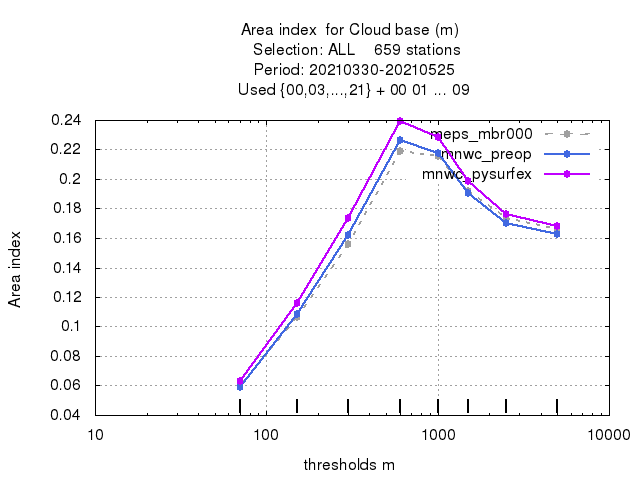 Area index  for Cloud base (m)
Selection: ALL    659 stations
Period: 20210330-20210525
Used {00,03,...,21} + 00 01 ... 09
0.24
0.22
0.2
0.18
0.16
0.14
0.12
0.1
0.08
0.06
0.04
Area index
meps_mbr000
mnwc_preop
mnwc_pysurfex
10
100
1000
10000
thresholds m